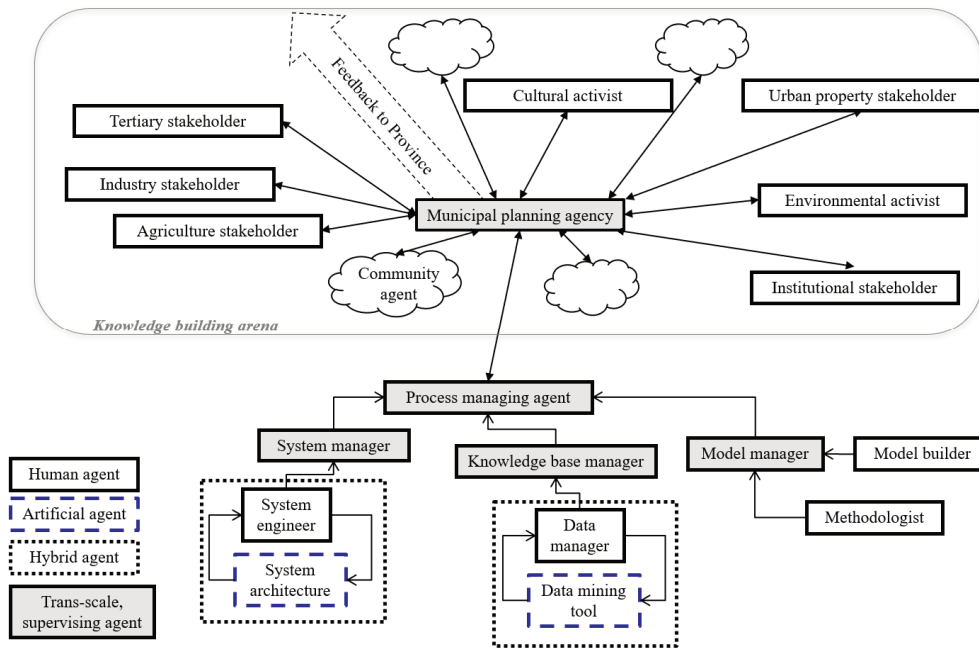 Feedback to Province
Cultural activist
Urban property stakeholder
Tertiary stakeholder
Industry stakeholder
Agriculture stakeholder
Municipal planning agency
Environmental activist
Community
agent
Institutional stakeholder
Knowledge building arena
Process managing agent
System manager
Knowledge base manager
Model manager
Model builder
Methodologist
System
engineer
System
architecture
Data
manager
Data mining
tool
Human agent
Artificial agent
Hybrid agent
Trans-scale,
supervising agent